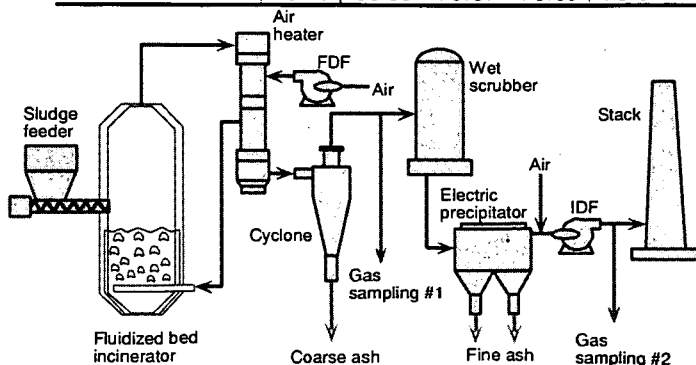 Air
heater
FDF
Air
Wet
scrubber
Stack
Sludge
feeder
Electric
precipitator
Air
IDF
Cyclone
Gas
sampling #1
Fluidized bed
incinerator
Coarse ash
Fine ash
Gas
sampling #2